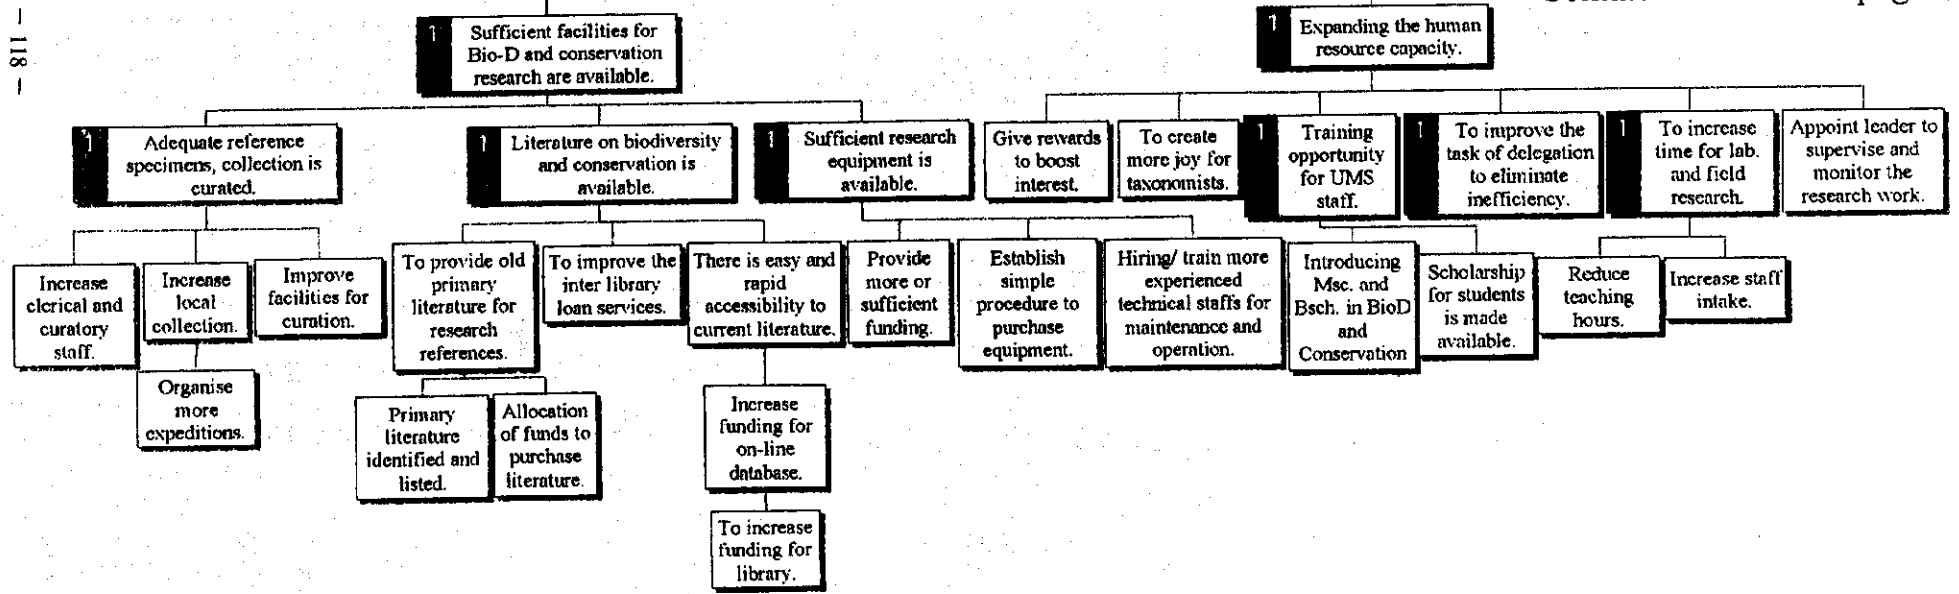 – 118 –
1
Sufficient facilities for
Bio-D and conservation
research are available.
1
Expanding the human
resource capacity.
1
Adequate reference
specimens, collection is
curated.
1
Literature on biodiversity
and conservation is
available.
1
Sufficient research
equipment is
available.
Give rewards
to boost
interest.
To create
more joy for
taxonomists.
1
Training
opportunity
for UMS
staff.
1
To improve the
task of delegation
to eliminate
inefficiency.
1
To increase
time for lab.
and field
research.
Appoint leader to
supervise and
monitor the
research work.
Increase
clerical and
curatory
staff.
Increase
local
collection.
Improve
facilities for
curation.
To provide old
primary
literature for
research
references.
To improve the
inter library
loan services.
There is easy and
rapid
accessibility to
current literature.
Provide
more or
sufficient
funding.
Establish
simple
procedure to
purchase
equipment.
Hiring/ train more
experienced
technical staffs for
maintenance and
operation.
Introducing
Msc. and
Bsch. in BioD
and
Conservation
Scholarship
for students
is made
available.
Reduce
teaching
hours.
Increase staff
intake.
Organise
more
expeditions.
Primary
literature
identified and
listed.
Allocation
of funds to
purchase
literature.
Increase
funding for
on-line
database.
To increase
funding for
library.